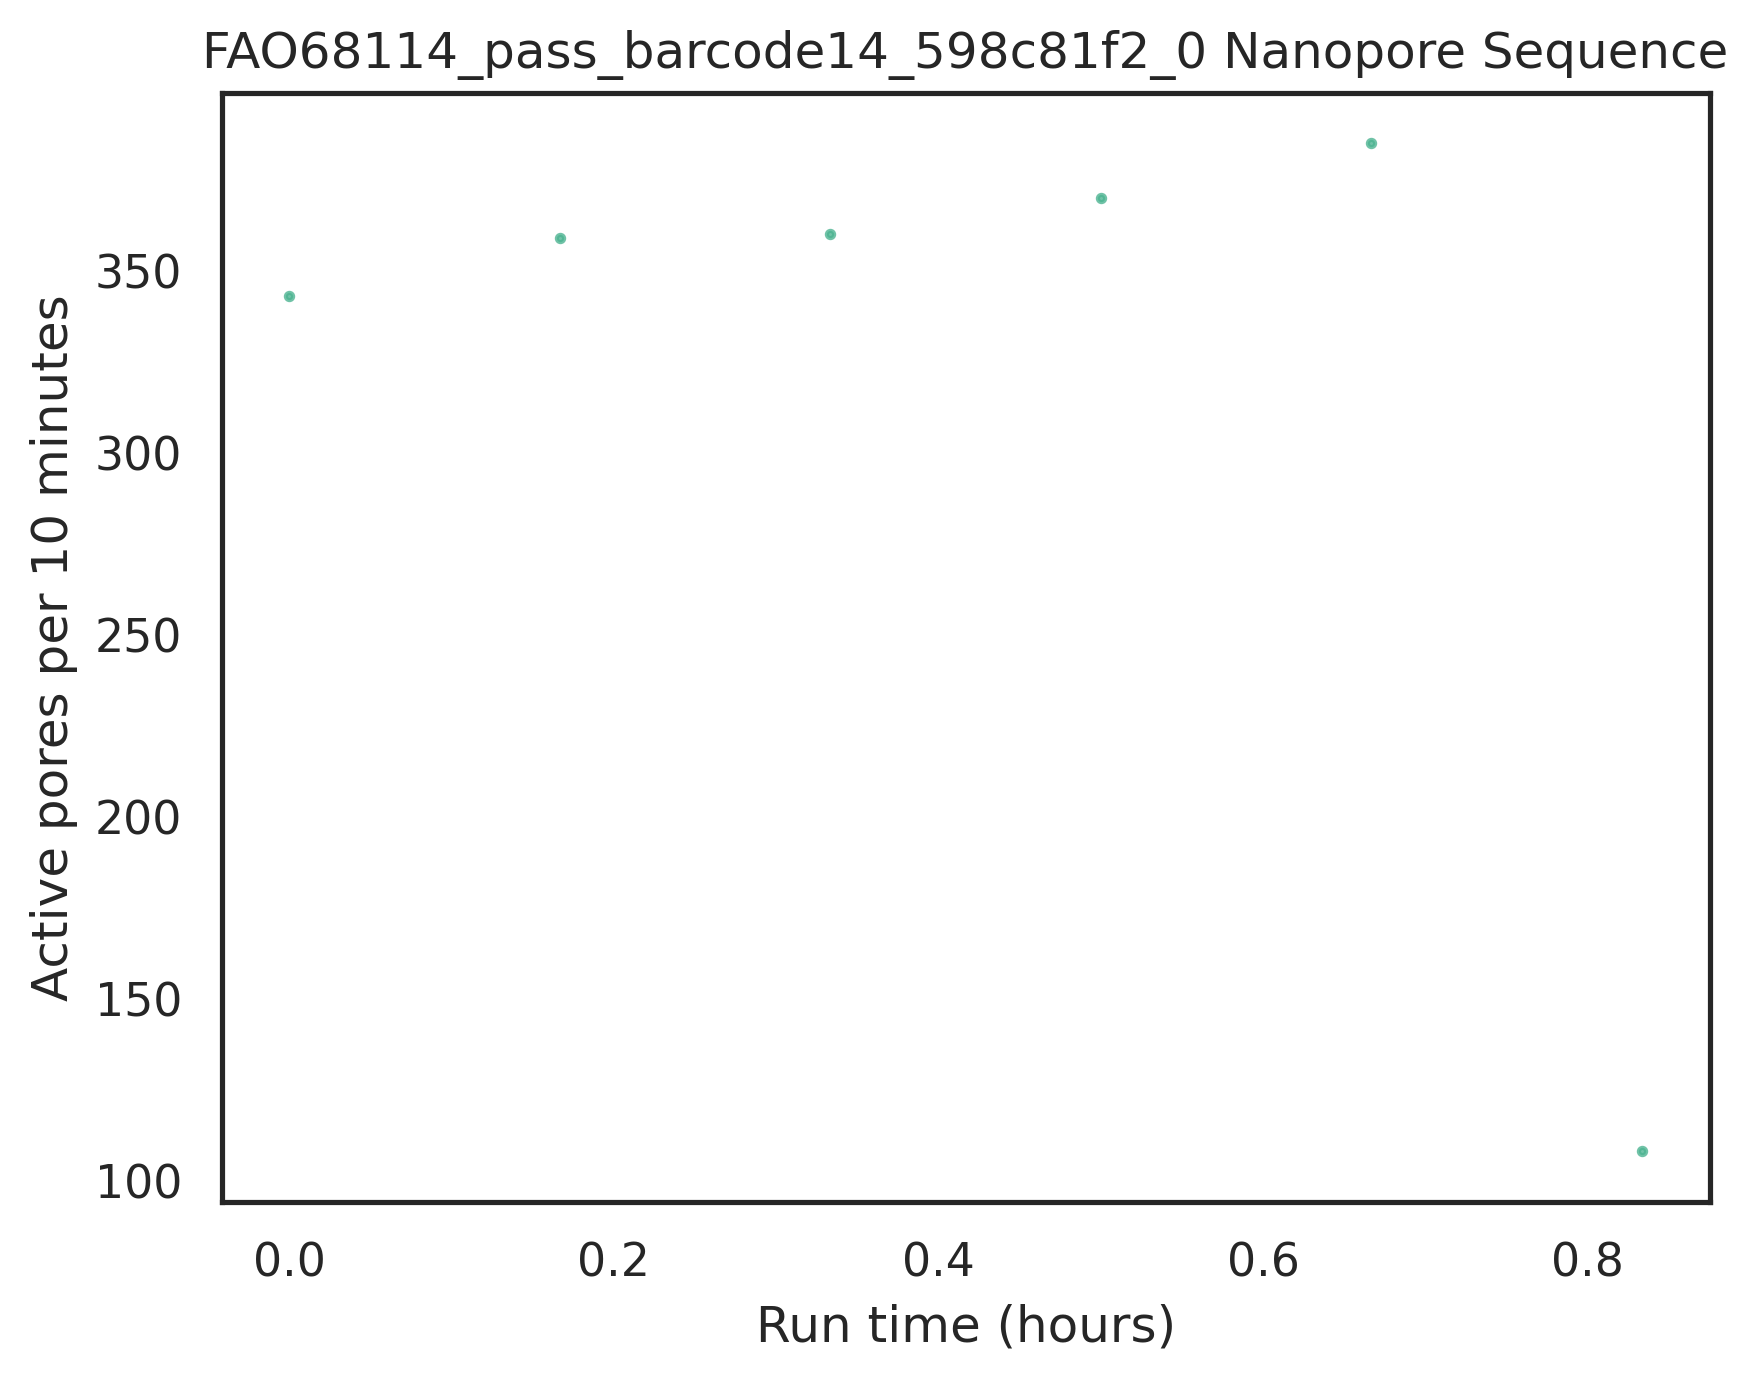 FAO68114_pass_barcode14_598c81f2_0 Nanopore Sequence
Active pores per 10 minutes
350
300
250
200
150
100
0.0 0.2 0.4 0.6 0.8
Run time (hours)